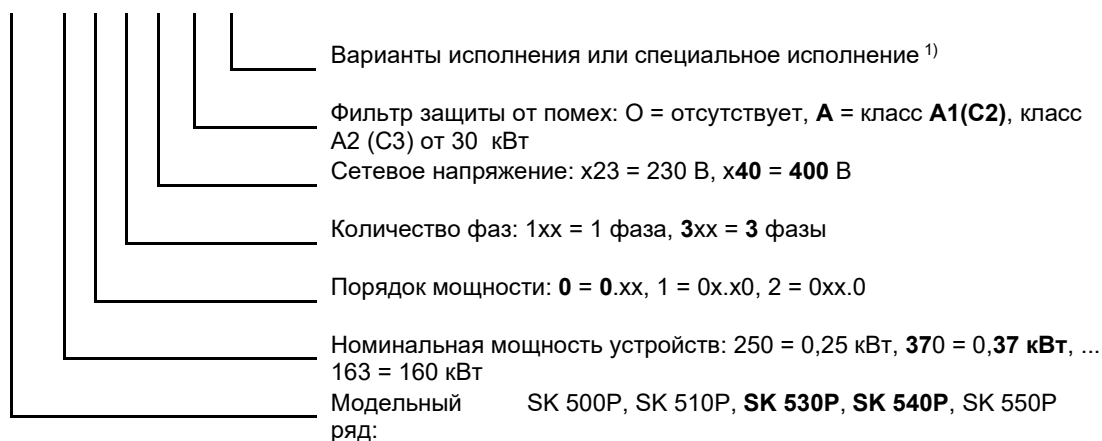 Варианты исполнения или специальное исполнение ¹⁾
Фильтр защиты от помех: O = отсутствует, A = класс A1(C2), класс
A2 (C3) от 30 кВт
Сетевое напряжение: x23 = 230 В, x40 = 400 В
Количество фаз: 1xx = 1 фаза, 3xx = 3 фазы
Порядок мощности: 0 = 0.xx, 1 = 0x.x0, 2 = 0xx.0
Номинальная мощность устройств: 250 = 0,25 кВт, 370 = 0,37 кВт, ...
163 = 160 кВт
Модельный SK 500P, SK 510P, SK 530P, SK 540P, SK 550P
ряд: